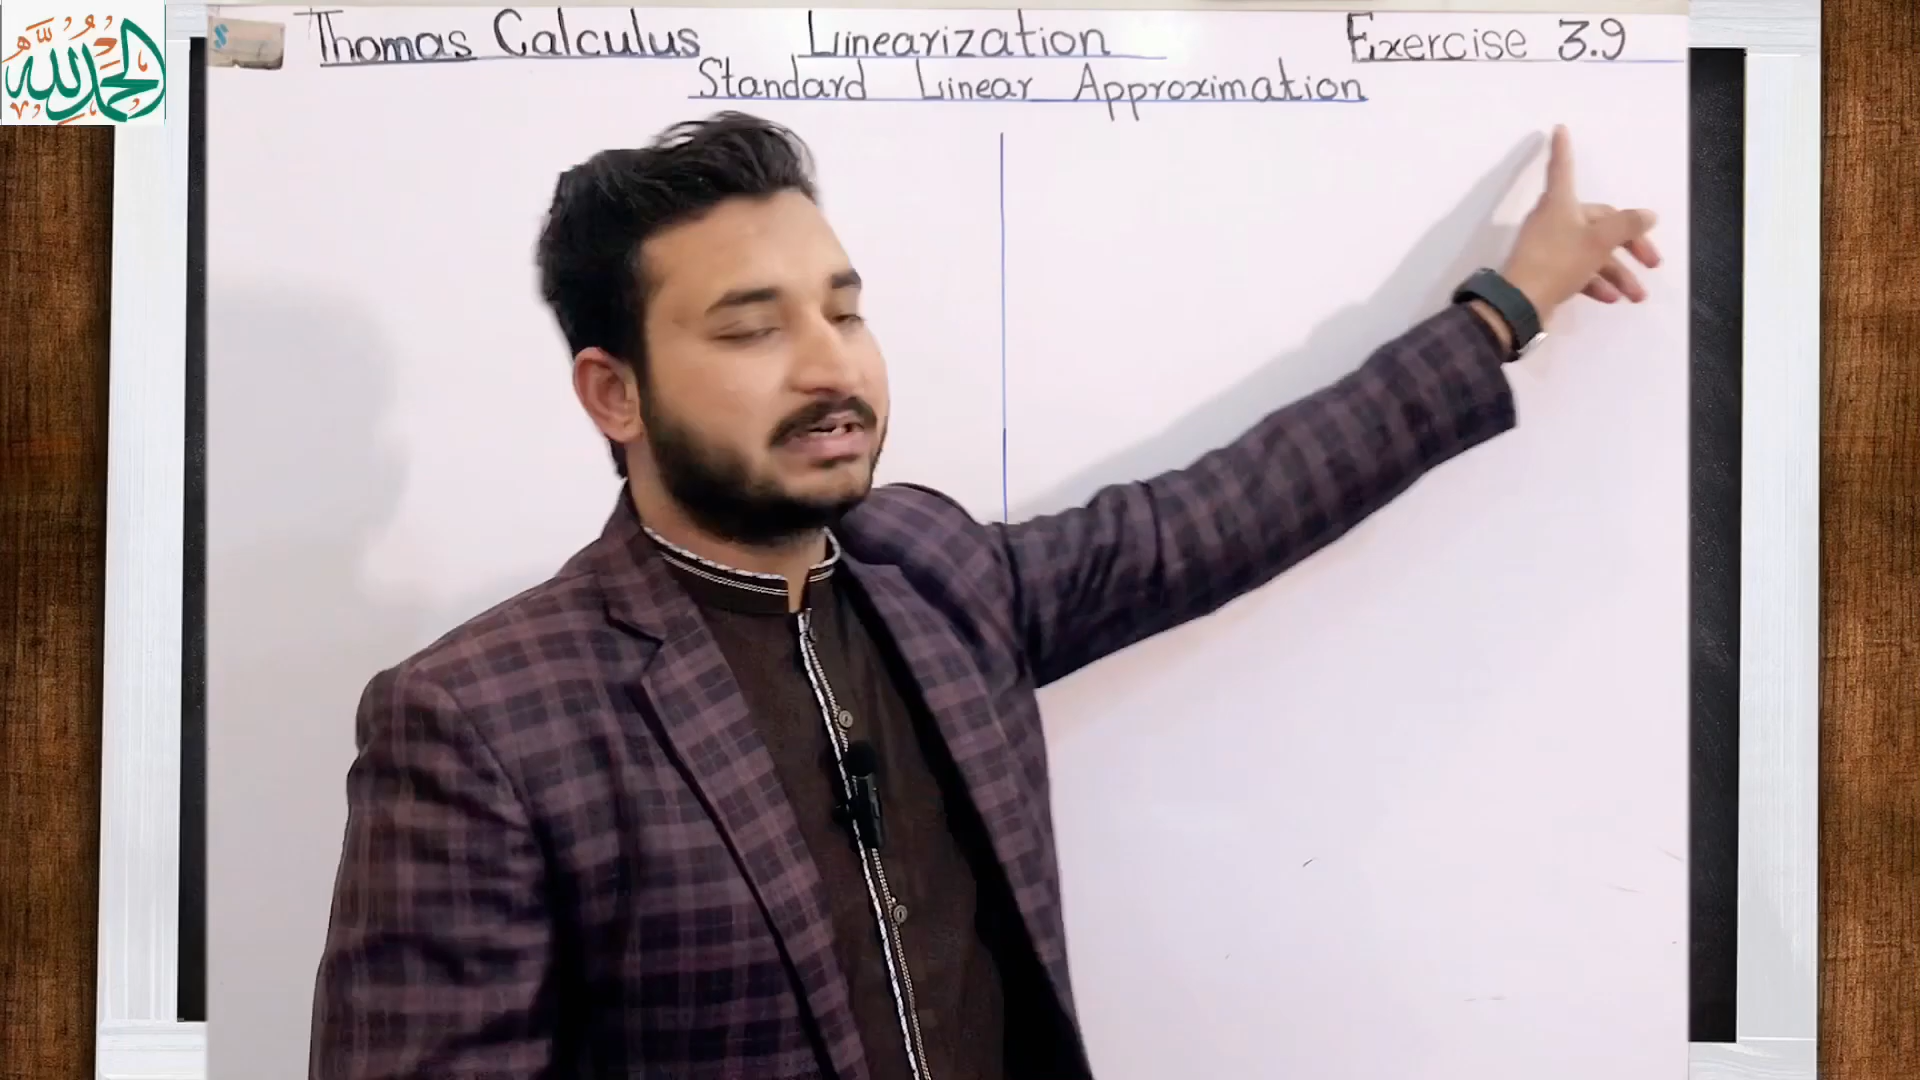 الحمد لله
Thomas Calculus Linearization Exercise 3.9
Standard Linear Approximation